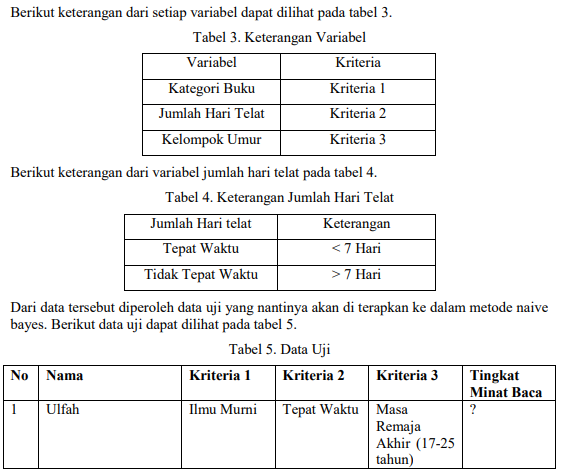 Berikut keterangan dari setiap variabel dapat dilihat pada tabel 3.
Tabel 3. Keterangan Variabel
Variabel Kriteria
Kategori Buku Kriteria 1
Jumlah Hari Telat Kriteria 2
Kelompok Umur Kriteria 3
Berikut keterangan dari variabel jumlah hari telat pada tabel 4.
Tabel 4. Keterangan Jumlah Hari Telat
Jumlah Hari telat Keterangan
Tepat Waktu < 7 Hari
Tidak Tepat Waktu > 7 Hari
Dari data tersebut diperoleh data uji yang nantinya akan di terapkan ke dalam metode naive
bayes. Berikut data uji dapat dilihat pada tabel 5.
Tabel 5. Data Uji
No Nama Kriteria 1 Kriteria 2 Kriteria 3 Tingkat
Minat Baca
1 Ulfah Ilmu Murni Tepat Waktu Masa ?
Remaja
Akhir (17-25
tahun)